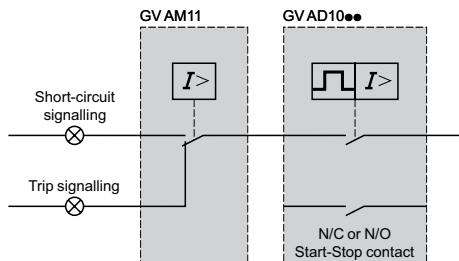 GV AM11
GV AD10●●
I>
I>
Short-circuit
signalling
Trip signalling
N/C or N/O
Start-Stop contact